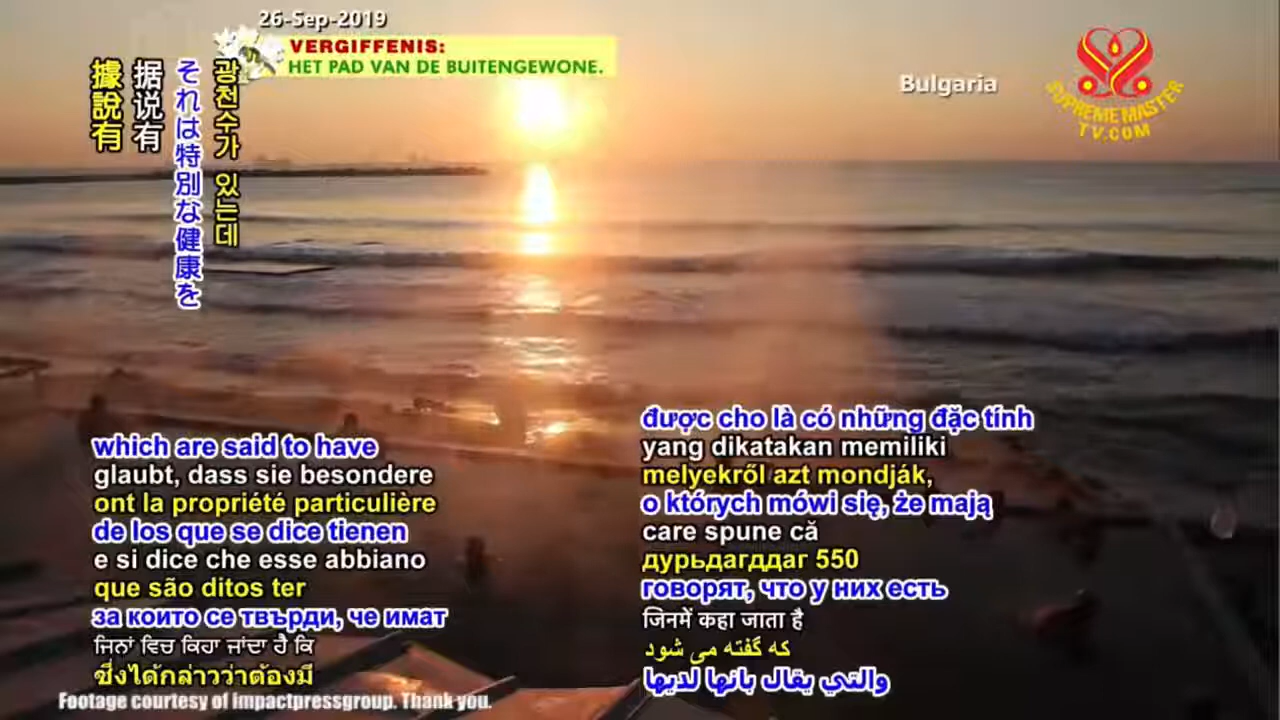 26-Sep-2019
VERGIFFENIS:
HET PAD VAN DE BUITENGEWONE.
Bulgaria
SUPREME MASTER
TV.COM
據說有
据说有
それは特別な健康を
광천수가 있는데
which are said to have
glaubt, dass sie besondere
ont la propriété particulière
de los que se dice tienen
e si dice che esse abbiano
que são ditos ter
за които се твърди, че имат
ਜਿਨਾਂ ਵਿਚ ਕਿਹਾ ਜਾਂਦਾ ਹੈ ਕਿ
ซึ่งได้กล่าวว่าต้องมี
được cho là có những đặc tính
yang dikatakan memiliki
melyekről azt mondják,
o których mówi się, że mają
care spune că
дурьдагддаг 550
говорят, что у них есть
जिनमें कहा जाता है
که گفته می شود
والتي يقال بانها لديها
Footage courtesy of impactpressgroup. Thank you.